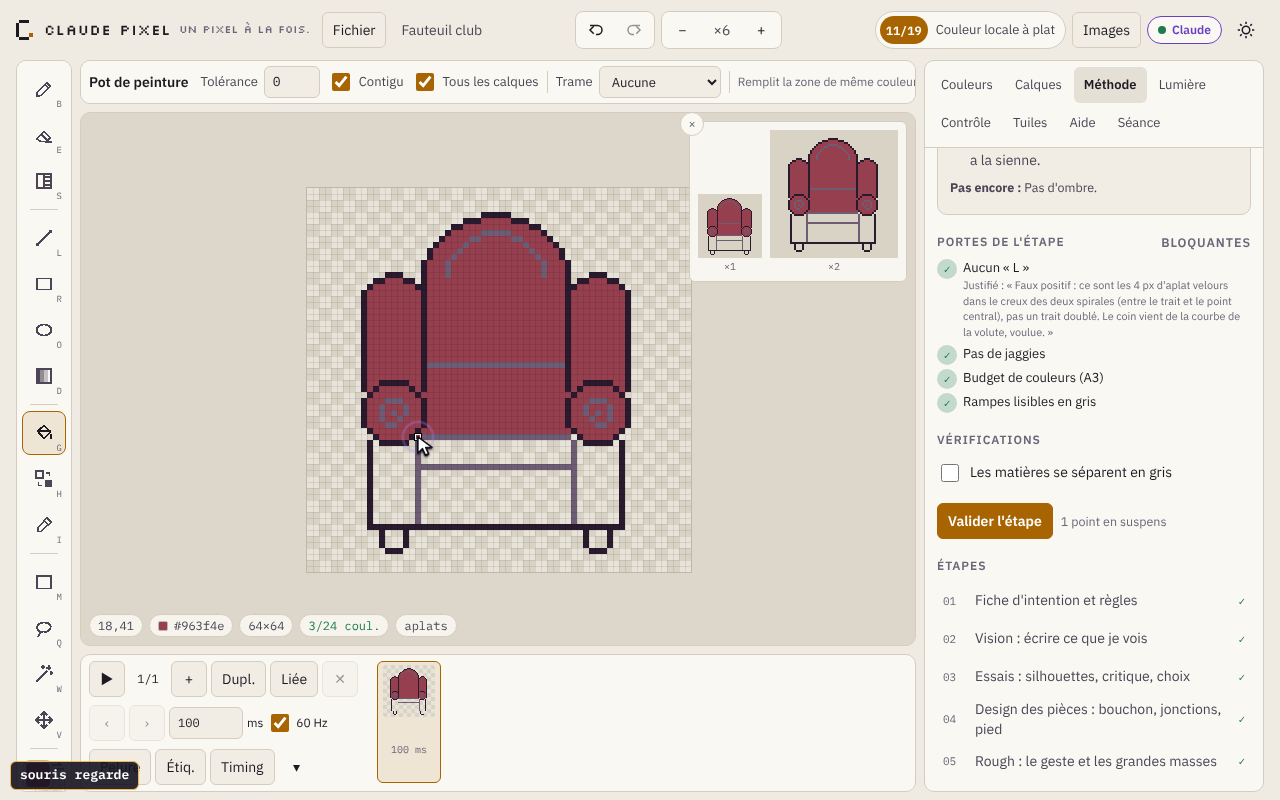 CLAUDE PIXEL UN PIXEL À LA FOIS. Fichier Fauteuil club
− ×6 +
11/19 Couleur locale à plat Images Claude
Pot de peinture Tolérance 0 Contigu Tous les calques Trame Aucune Remplit la zone de même couleur
Couleurs Calques Méthode Lumière
Contrôle Tuiles Aide Séance
B
E
S
L
R
O
D
G
H
I
M
Q
W
V
×
×1 ×2
a la sienne.
Pas encore : Pas d'ombre.
PORTES DE L'ÉTAPE BLOQUANTES
✓ Aucun « L »
Justifié : « Faux positif : ce sont les 4 px d'aplat velours
dans le creux des deux spirales (entre le trait et le point
central), pas un trait doublé. Le coin vient de la courbe de
la volute, voulue. »
✓ Pas de jaggies
✓ Budget de couleurs (A3)
✓ Rampes lisibles en gris
VÉRIFICATIONS
Les matières se séparent en gris
Valider l'étape 1 point en suspens
ÉTAPES
01 Fiche d'intention et règles ✓
02 Vision : écrire ce que je vois ✓
03 Essais : silhouettes, critique, choix ✓
04 Design des pièces : bouchon, jonctions,
pied ✓
05 Rough : le geste et les grandes masses ✓
18,41 #963f4e 64×64 3/24 coul. aplats
1/1 + Dupl. Liée ✕
‹ › 100 ms 60 Hz
100 ms
Étiq. Timing ▼
souris regarde